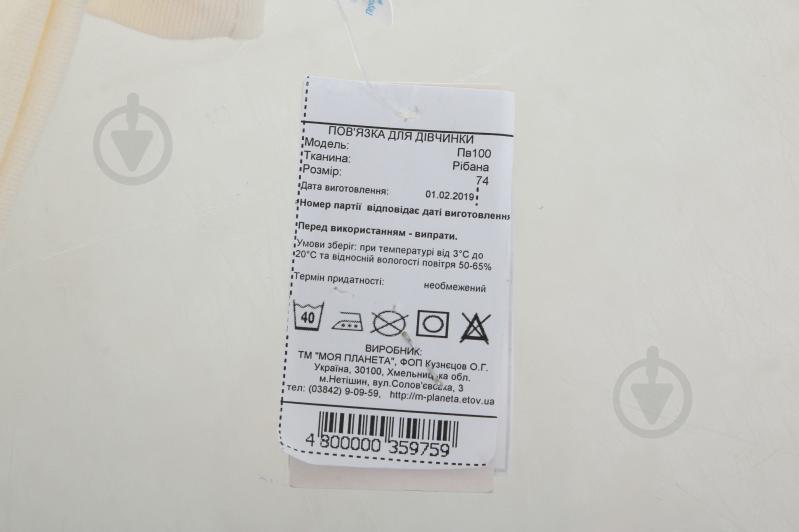 ПОВ'ЯЗКА ДЛЯ ДІВЧИНКИ
Модель: Пв100
Тканина: Рібана
Розмір: 74
Дата виготовлення: 01.02.2019
Номер партії відповідає даті виготовлення
Перед використанням - випрати.
Умови зберіг: при температурі від 3°С до
20°С та відносній вологості повітря 50-65%
Термін придатності: необмежений
40
ВИРОБНИК:
ТМ "МОЯ ПЛАНЕТА", ФОП Кузнєцов О.Г.
Україна, 30100, Хмельницька обл.
м.Нетішин, вул.Солов'євська, 3
тел: (03842) 9-09-59, http://m-planeta.etov.ua
4 800000 359759